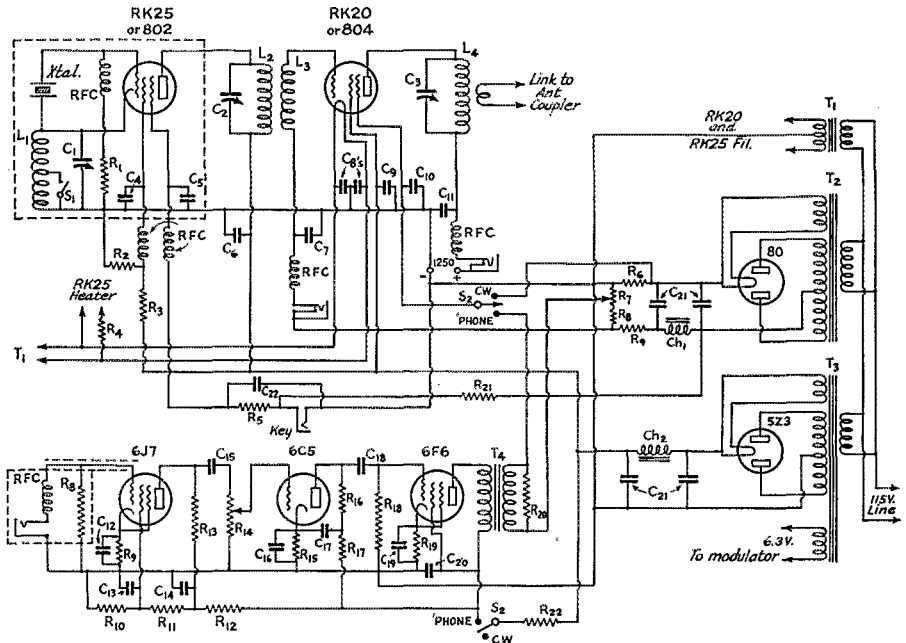 RK25
or 802
RK20
or 804
Xtal.
RFC
L1
C1
S1
R1
C4
C5
L2
C2
L3
L4
C3
Link to
Ant.
Coupler
C8's
C9
C10
C11
C6
C7
RFC
RFC
RFC
R2
R3
1250
- +
S2
CW
PHONE
RK25
Heater
R4
T1
C22
R5
Key
R21
RK20
and
RK25 Fil.
T1
T2
80
R6
R7
R8
R9
C21
Ch1
T3
5Z3
Ch2
C21
115V.
Line
6.3V.
To modulator
6J7
6C5
6F6
T4
RFC
R8
C12
R9
C13
C14
R10
R11
R12
R13
C15
R14
C16
R15
C17
R16
R17
C18
R18
C19
R19
C20
R20
PHONE
S2
CW
R22